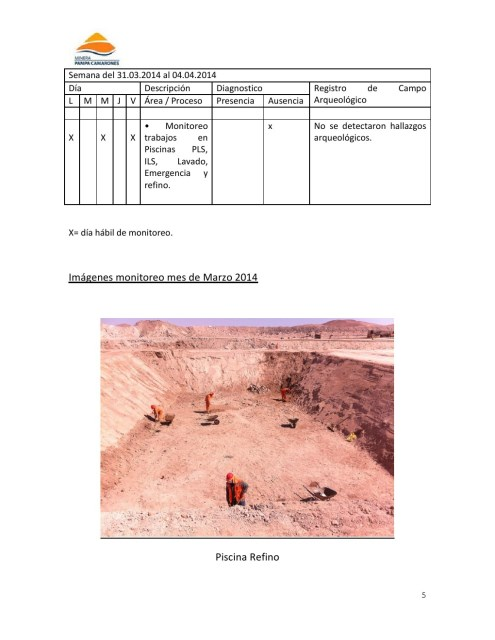 MINERA
PAMPA CAMARONES
Semana del 31.03.2014 al 04.04.2014
Día Descripción Diagnostico Registro de Campo
L M M J V Área / Proceso Presencia Ausencia Arqueológico
• Monitoreo x No se detectaron hallazgos
X X X trabajos en arqueológicos.
Piscinas PLS,
ILS, Lavado,
Emergencia y
refino.
X= día hábil de monitoreo.
Imágenes monitoreo mes de Marzo 2014
Piscina Refino
5